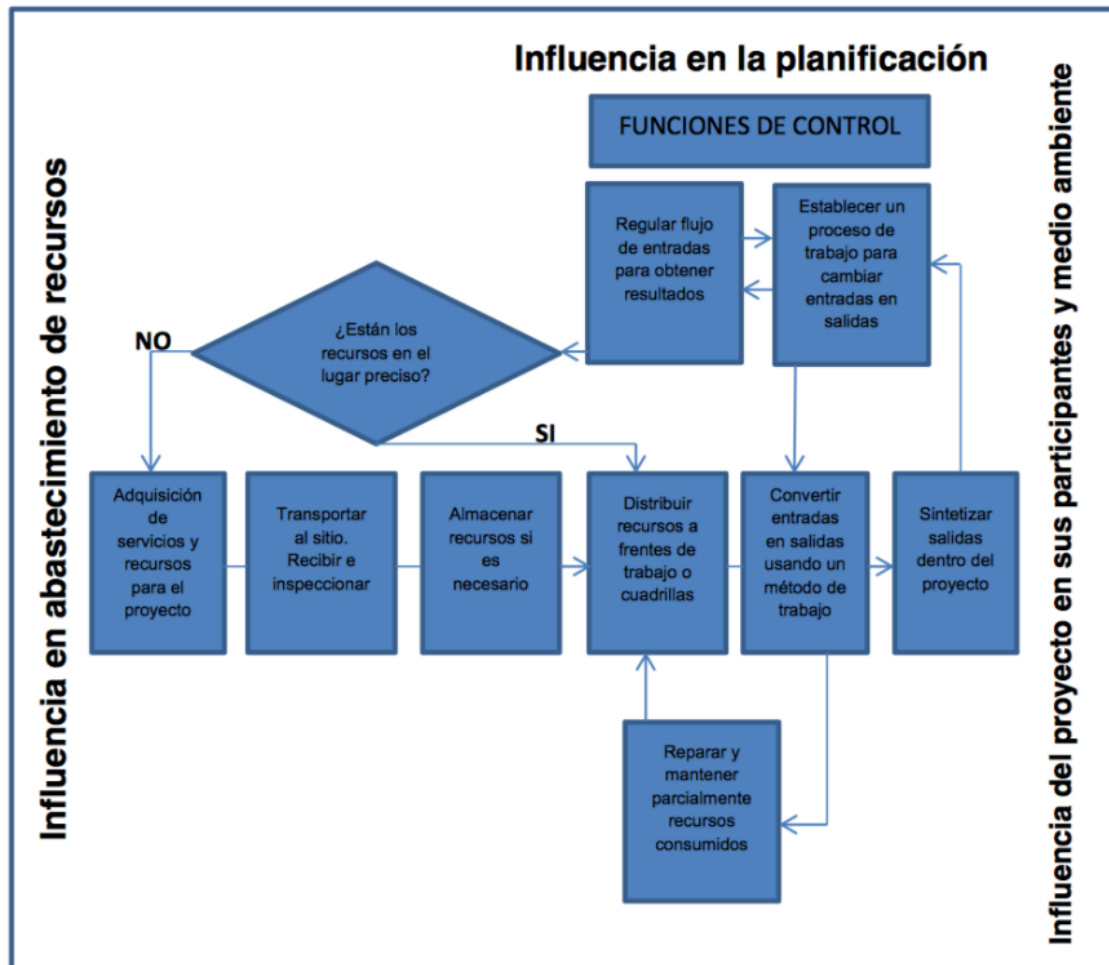 Influencia en la planificación
FUNCIONES DE CONTROL
Influencia en abastecimiento de recursos
Influencia del proyecto en sus participantes y medio ambiente
Regular flujo
de entradas
para obtener
resultados
Establecer un
proceso de
trabajo para
cambiar
entradas en
salidas
¿Están los
recursos en el
lugar preciso?
NO
SI
Adquisición
de
servicios y
recursos
para el
proyecto
Transportar
al sitio.
Recibir e
inspeccionar
Almacenar
recursos si
es
necesario
Distribuir
recursos a
frentes de
trabajo o
cuadrillas
Convertir
entradas
en salidas
usando un
método de
trabajo
Sintetizar
salidas
dentro del
proyecto
Reparar y
mantener
parcialmente
recursos
consumidos